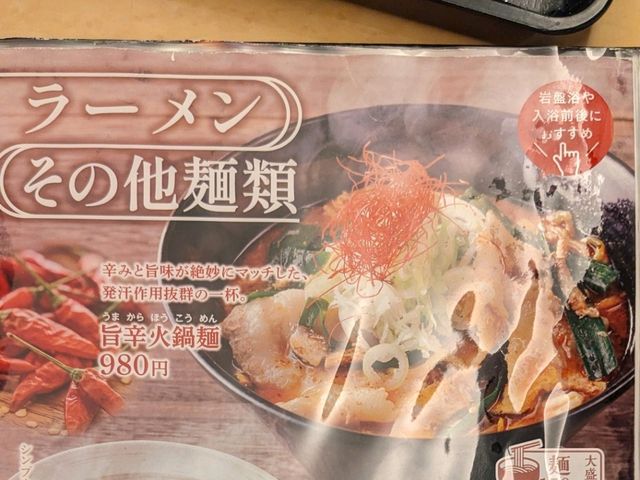 ラーメン
その他麺類
岩盤浴や
入浴前後に
おすすめ
辛みと旨味が絶妙にマッチした、
発汗作用抜群の一杯。
うま から ほう こう めん
旨辛火鍋麺
980円
シンプ
麺
大盛